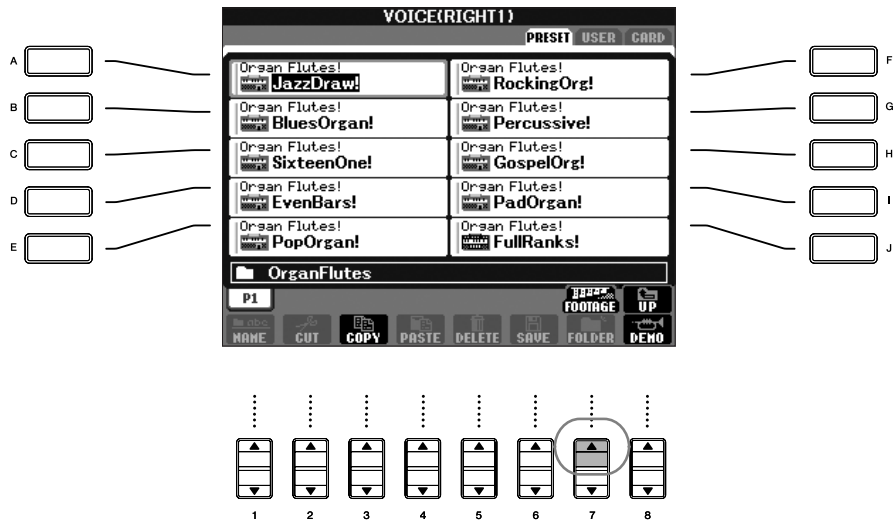 VOICE(RIGHT1)
PRESET USER CARD
A
B
C
D
E
Organ Flutes!
JazzDraw!
Organ Flutes!
BluesOrgan!
Organ Flutes!
SixteenOne!
Organ Flutes!
EvenBars!
Organ Flutes!
PopOrgan!
Organ Flutes!
RockingOrg!
Organ Flutes!
Percussive!
Organ Flutes!
GospelOrg!
Organ Flutes!
PadOrgan!
Organ Flutes!
FullRanks!
F
G
H
I
J
OrganFlutes
P1
FOOTAGE UP
abc
NAME CUT COPY PASTE DELETE SAVE FOLDER DEMO
1 2 3 4 5 6 7 8